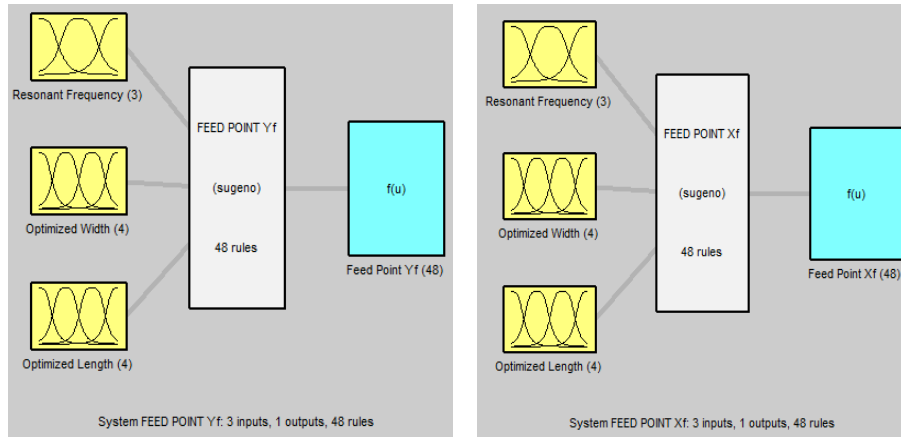 Resonant Frequency (3)
FEED POINT Yf
(sugeno)
48 rules
f(u)
Optimized Width (4)
Feed Point Yf (48)
Optimized Length (4)
System FEED POINT Yf: 3 inputs, 1 outputs, 48 rules
Resonant Frequency (3)
FEED POINT Xf
(sugeno)
48 rules
f(u)
Optimized Width (4)
Feed Point Xf (48)
Optimized Length (4)
System FEED POINT Xf: 3 inputs, 1 outputs, 48 rules